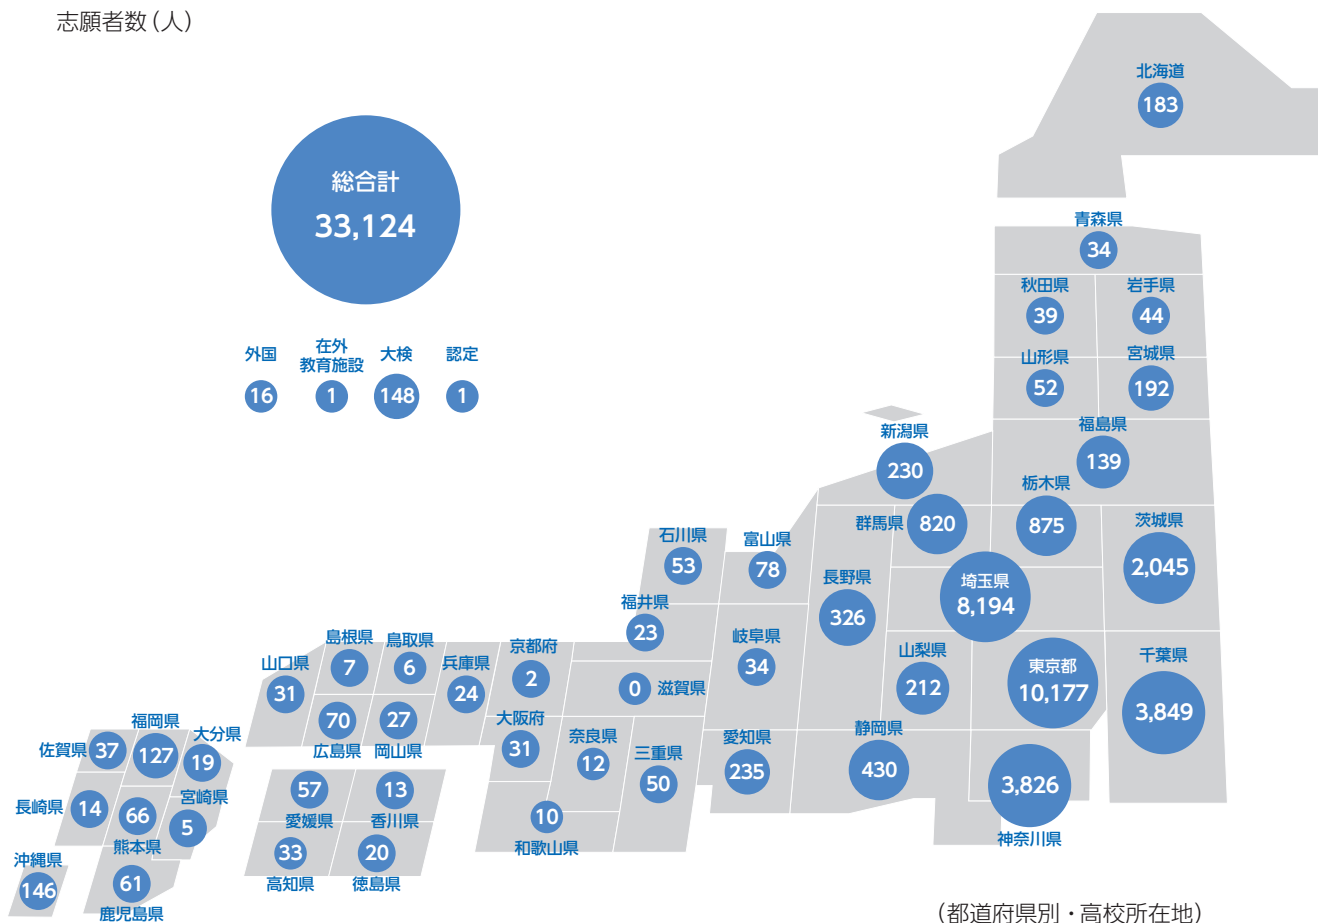 志願者数（人）
総合計
33,124
外国
16
在外
教育施設
1
大検
148
認定
1
北海道
183
青森県
34
秋田県
39
岩手県
44
山形県
52
宮城県
192
福島県
139
新潟県
230
群馬県
820
栃木県
875
茨城県
2,045
石川県
53
富山県
78
長野県
326
埼玉県
8,194
福井県
23
岐阜県
34
山梨県
212
東京都
10,177
千葉県
3,849
島根県
7
鳥取県
6
兵庫県
24
京都府
2
滋賀県
0
山口県
31
広島県
70
岡山県
27
大阪府
31
奈良県
12
三重県
50
愛知県
235
静岡県
430
神奈川県
3,826
和歌山県
10
福岡県
127
大分県
19
佐賀県
37
長崎県
14
熊本県
66
宮崎県
5
愛媛県
57
香川県
13
高知県
33
徳島県
20
沖縄県
146
鹿児島県
61
（都道府県別・高校所在地）